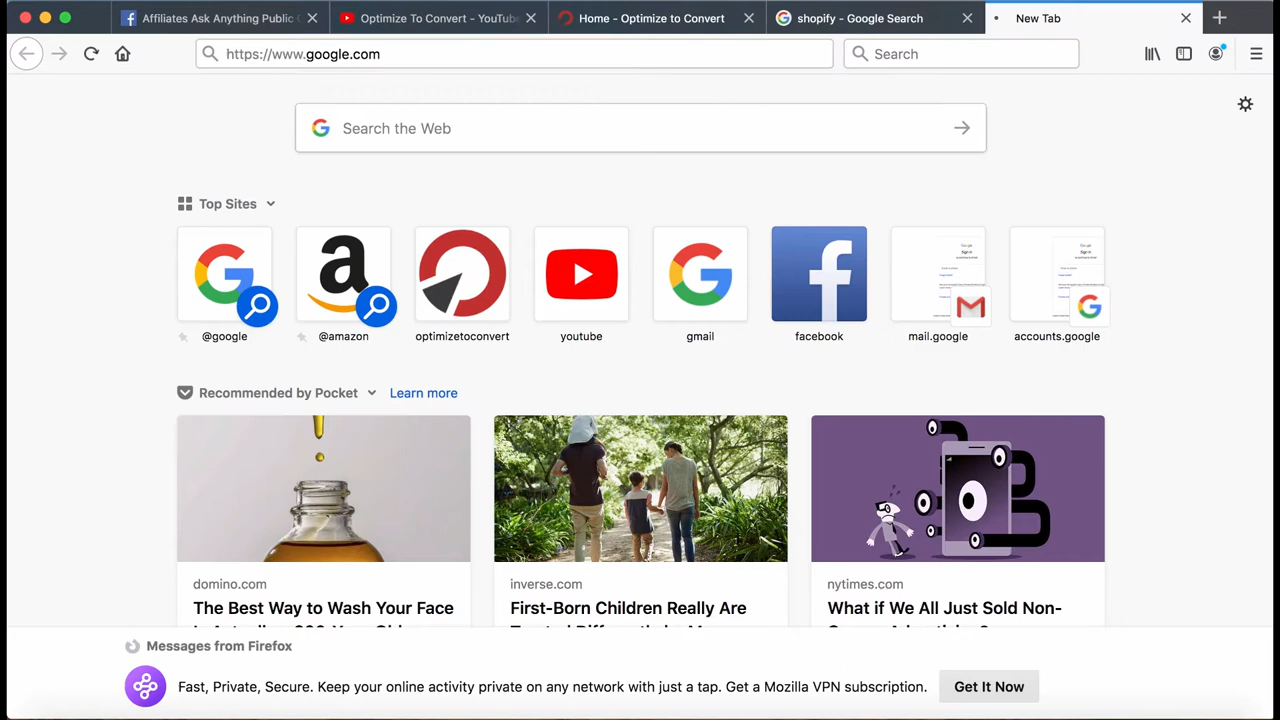 Affiliates Ask Anything Public
Optimize To Convert - YouTube
Home - Optimize to Convert
shopify - Google Search
New Tab
https://www.google.com
Search
Search the Web
Top Sites
@google
@amazon
optimizetoconvert
youtube
gmail
facebook
mail.google
accounts.google
Recommended by Pocket
Learn more
domino.com
inverse.com
nytimes.com
The Best Way to Wash Your Face
First-Born Children Really Are
What if We All Just Sold Non-
Messages from Firefox
Fast, Private, Secure. Keep your online activity private on any network with just a tap. Get a Mozilla VPN subscription.
Get It Now